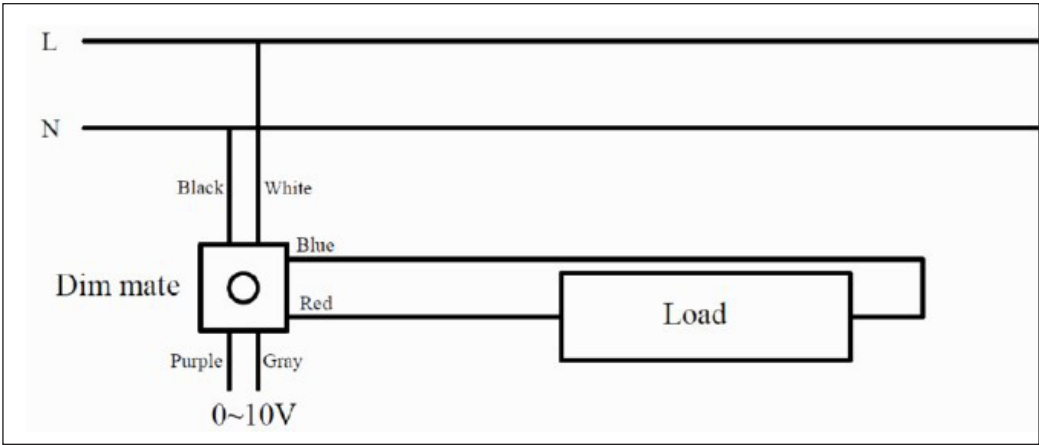 L
N
Black White
Blue
Dim mate
Red
Load
Purple Gray
0~10V